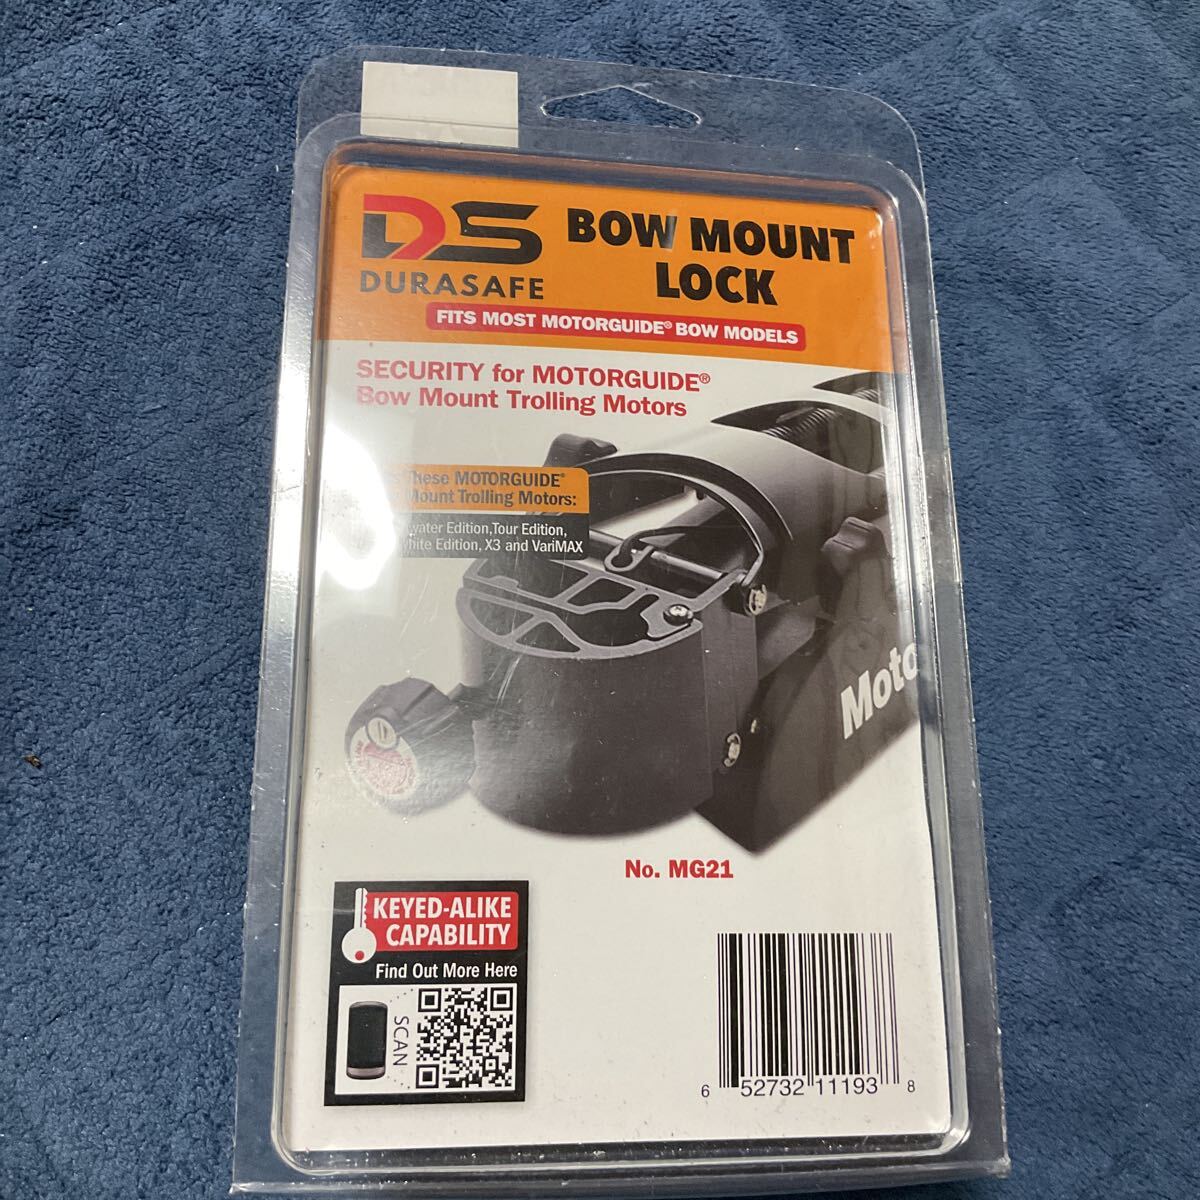 DS
DURASAFE
BOW MOUNT
LOCK
FITS MOST MOTORGUIDE® BOW MODELS
SECURITY for MOTORGUIDE®
Bow Mount Trolling Motors
These MOTORGUIDE®
Mount Trolling Motors:
Edition, Tour Edition,
Edition, X3 and VariMAX
Moto
No. MG21
KEYED-ALIKE
CAPABILITY
Find Out More Here
SCAN
6 52732 11193 8